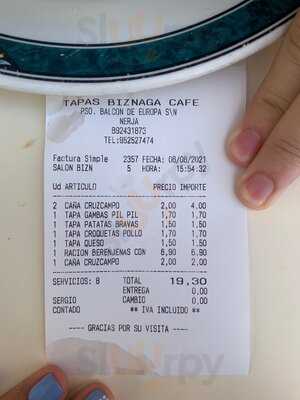 TAPAS BIZNAGA CAFE
PSO. BALCON DE EUROPA S\N
NERJA
B92431873
TEL:952527474
Factura Simple 2357 FECHA: 08/08/2021
SALON BIZN 5 HORA: 15:54:32
Ud ARTICULO PRECIO IMPORTE
2 CAÑA CRUZCAMPO 2,00 4,00
1 TAPA GAMBAS PIL PIL 1,70 1,70
1 TAPA PATATAS BRAVAS 1,50 1,50
1 TAPA CROQUETAS POLLO 1,70 1,70
1 TAPA QUESO 1,50 1,50
1 RACION BERENJENAS CON 6,90 6,90
1 CAÑA CRUZCAMPO 2,00 2,00
SERVICIOS: 8 TOTAL 19,30
ENTREGA 0,00
SERGIO CAMBIO 0,00
CONTADO ** IVA INCLUIDO **
---- GRACIAS POR SU VISITA ----
slurrpy